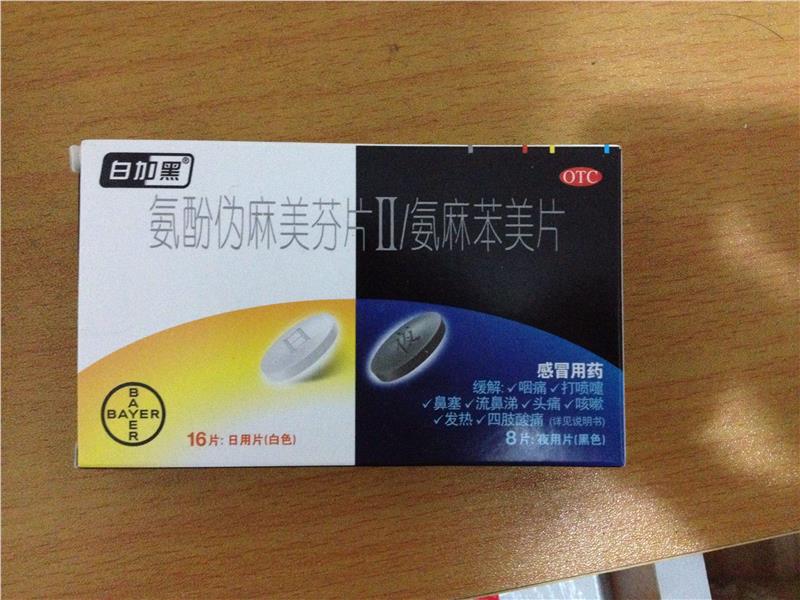 白加黑®
OTC
氨酚伪麻美芬片Ⅱ/氨麻苯美片
日
夜
感冒用药
缓解:✓咽痛✓打喷嚏
✓鼻塞✓流鼻涕✓头痛✓咳嗽
✓发热✓四肢酸痛(详见说明书)
BAYER
BAYER
16片:日用片(白色)
8片:夜用片(黑色)